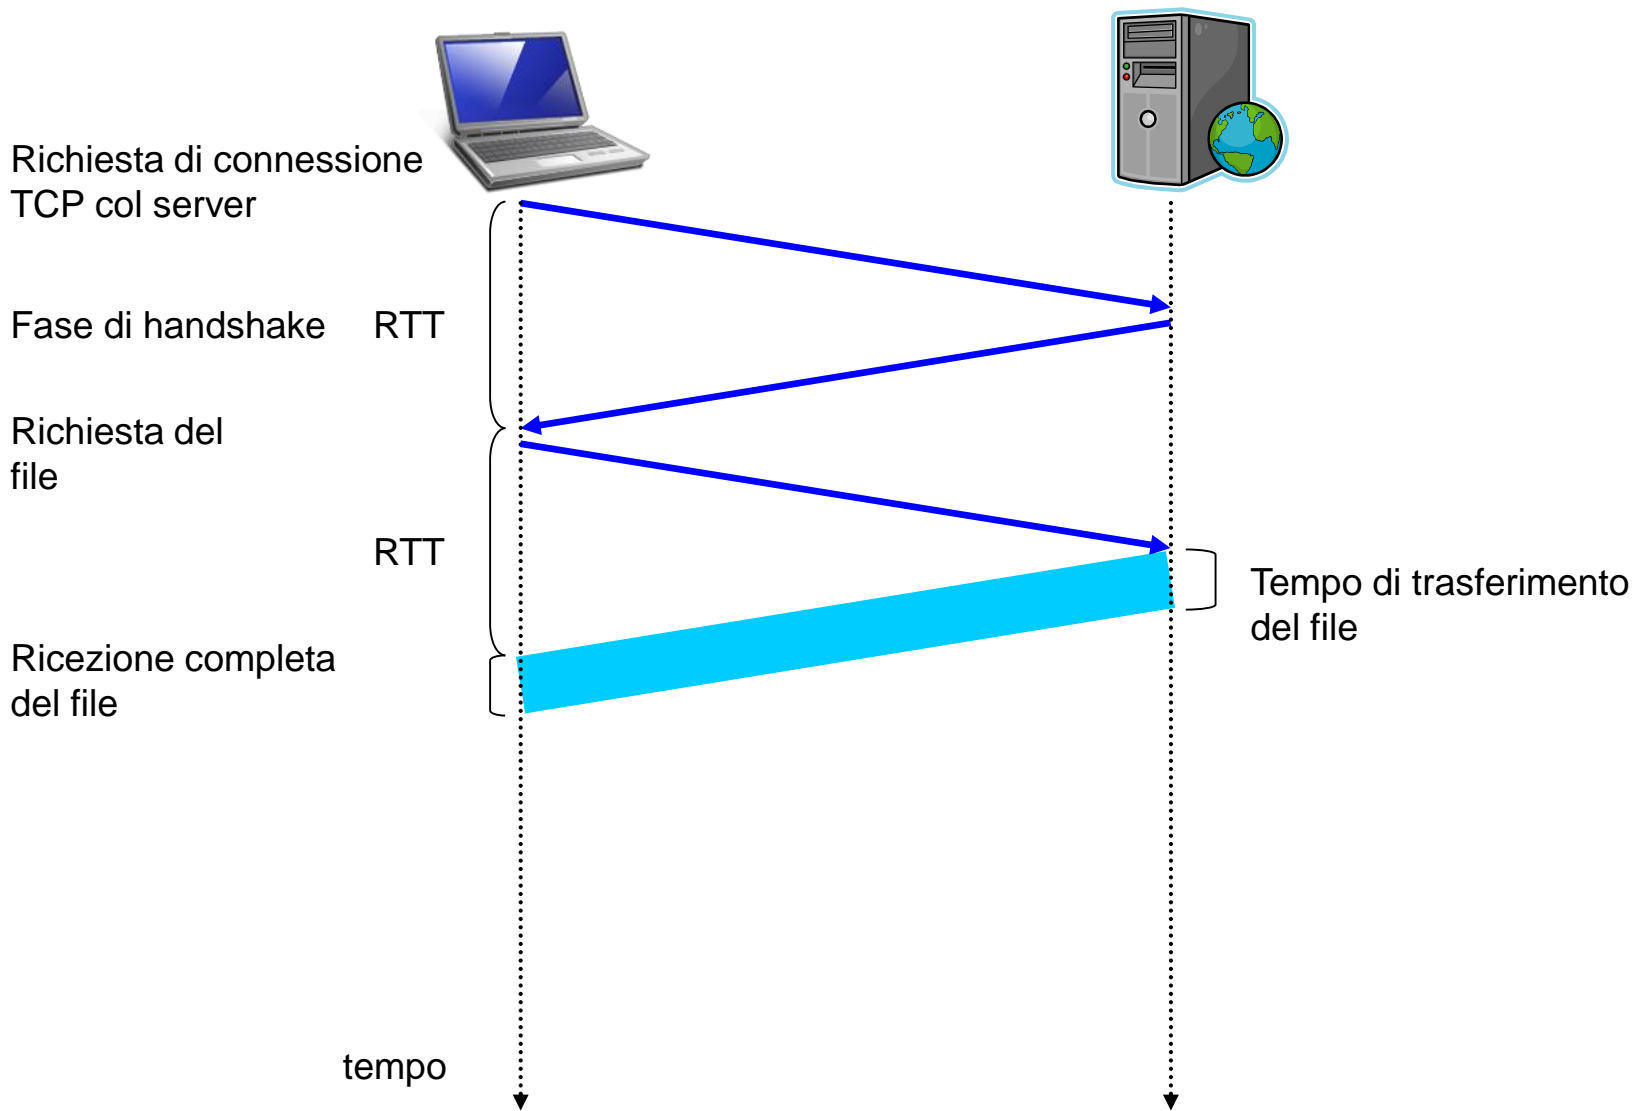 Richiesta di connessione
TCP col server
Fase di handshake
RTT
Richiesta del
file
RTT
Tempo di trasferimento
del file
Ricezione completa
del file
tempo